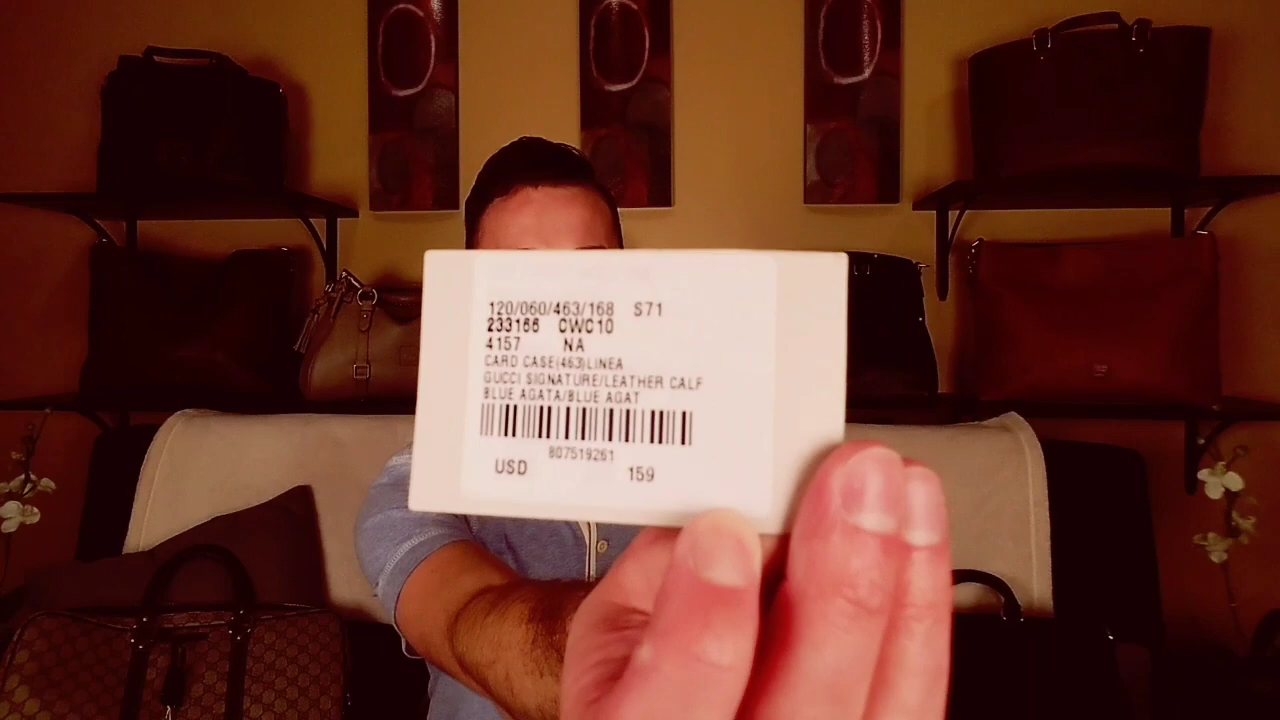 120/060/463/168 S71
233166 CWC10
4157 NA
CARD CASE(463)LINEA
GUCCI SIGNATURE/LEATHER CALF
BLUE AGATA/BLUE AGAT
807519261
USD 159